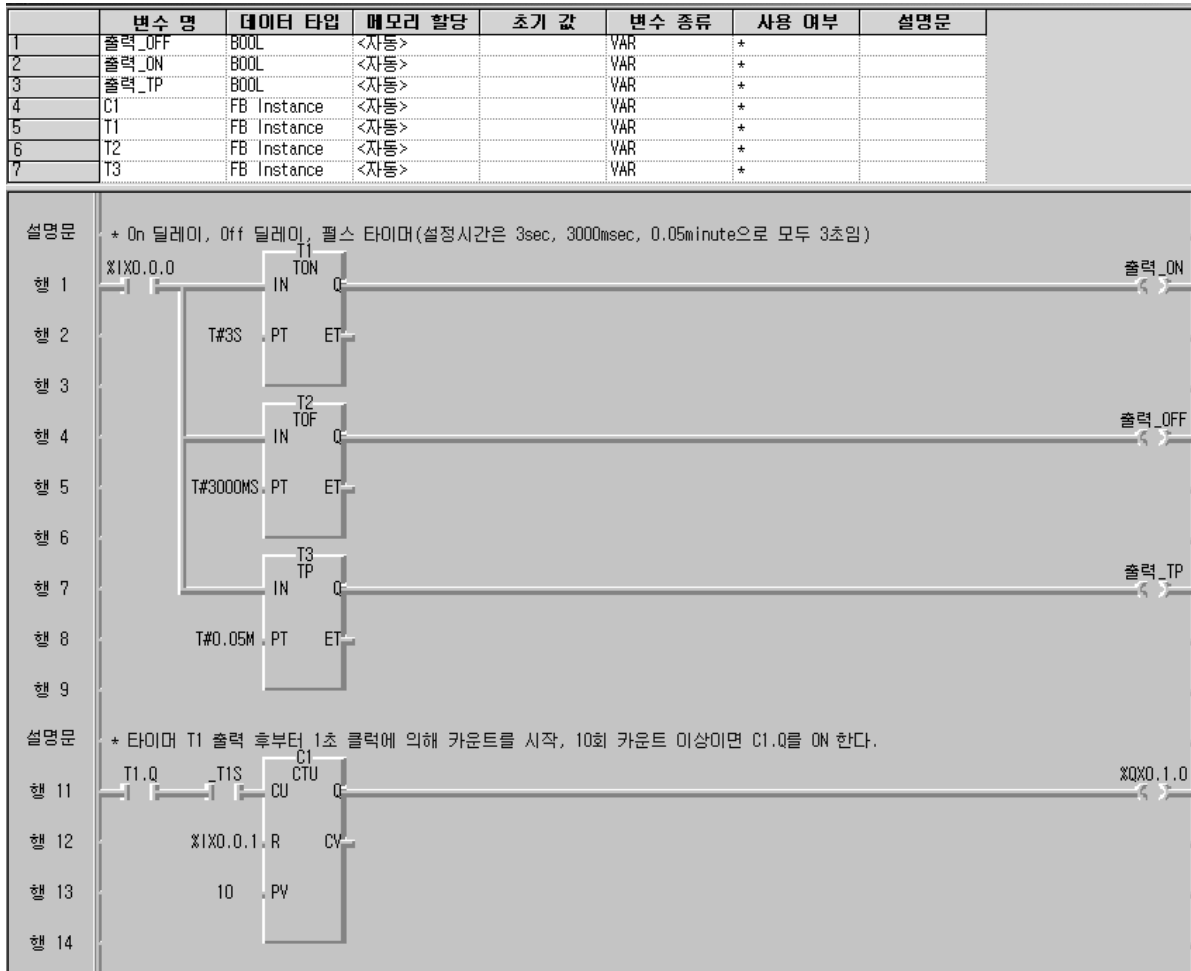 변수 명 데이터 타입 메모리 할당 초기 값 변수 종류 사용 여부 설명문
1 출력_OFF BOOL <자동> VAR *
2 출력_ON BOOL <자동> VAR *
3 출력_TP BOOL <자동> VAR *
4 C1 FB Instance <자동> VAR *
5 T1 FB Instance <자동> VAR *
6 T2 FB Instance <자동> VAR *
7 T3 FB Instance <자동> VAR *
설명문 * On 딜레이, Off 딜레이, 펄스 타이머(설정시간은 3sec, 3000msec, 0.05minute으로 모두 3초임)
T1
%IX0.0.0 TON 출력_ON
행 1 IN Q
행 2 T#3S PT ET
행 3
T2
TOF 출력_OFF
행 4 IN Q
행 5 T#3000MS PT ET
행 6
T3
TP 출력_TP
행 7 IN Q
행 8 T#0.05M PT ET
행 9
설명문 * 타이머 T1 출력 후부터 1초 클럭에 의해 카운트를 시작, 10회 카운트 이상이면 C1.Q를 ON 한다.
C1
T1.Q _T1S CTU %QX0.1.0
행 11 CU Q
행 12 %IX0.0.1 R CV
행 13 10 PV
행 14